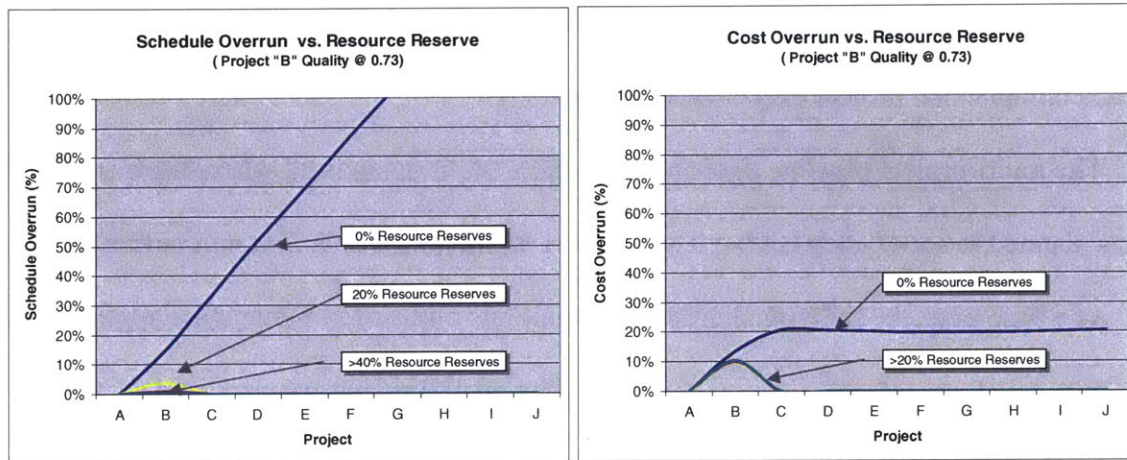 Schedule Overrun vs. Resource Reserve
( Project "B" Quality @ 0.73)
100%
90%
80%
70%
60%
50%
40%
30%
20%
10%
0%
Schedule Overrun (%)
0% Resource Reserves
20% Resource Reserves
>40% Resource Reserves
A B C D E F G H I J
Project
Cost Overrun vs. Resource Reserve
( Project "B" Quality @ 0.73)
100%
90%
80%
70%
60%
50%
40%
30%
20%
10%
0%
Cost Overrun (%)
0% Resource Reserves
>20% Resource Reserves
A B C D E F G H I J
Project